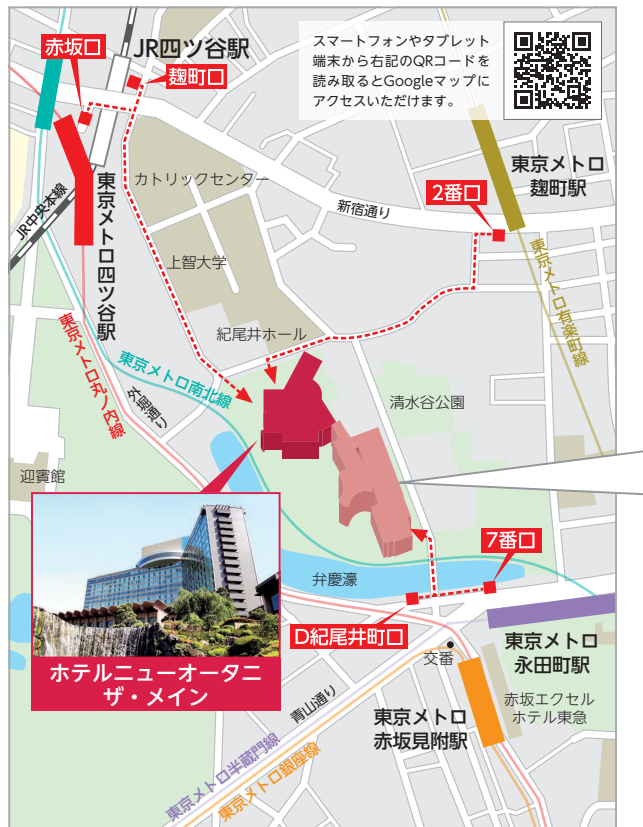 赤坂口
JR四ツ谷駅
麹町口
スマートフォンやタブレット
端末から右記のQRコードを
読み取るとGoogleマップに
アクセスいただけます。
東京メトロ
麹町駅
カトリックセンター
2番口
新宿通り
JR中央本線
東京メトロ四ツ谷駅
上智大学
東京メトロ有楽町線
紀尾井ホール
東京メトロ丸ノ内線
東京メトロ南北線
外堀通り
清水谷公園
迎賓館
7番口
弁慶濠
D紀尾井町口
ホテルニューオータニ
ザ・メイン
交番
東京メトロ
永田町駅
青山通り
赤坂エクセル
ホテル東急
東京メトロ
赤坂見附駅
東京メトロ半蔵門線
東京メトロ銀座線